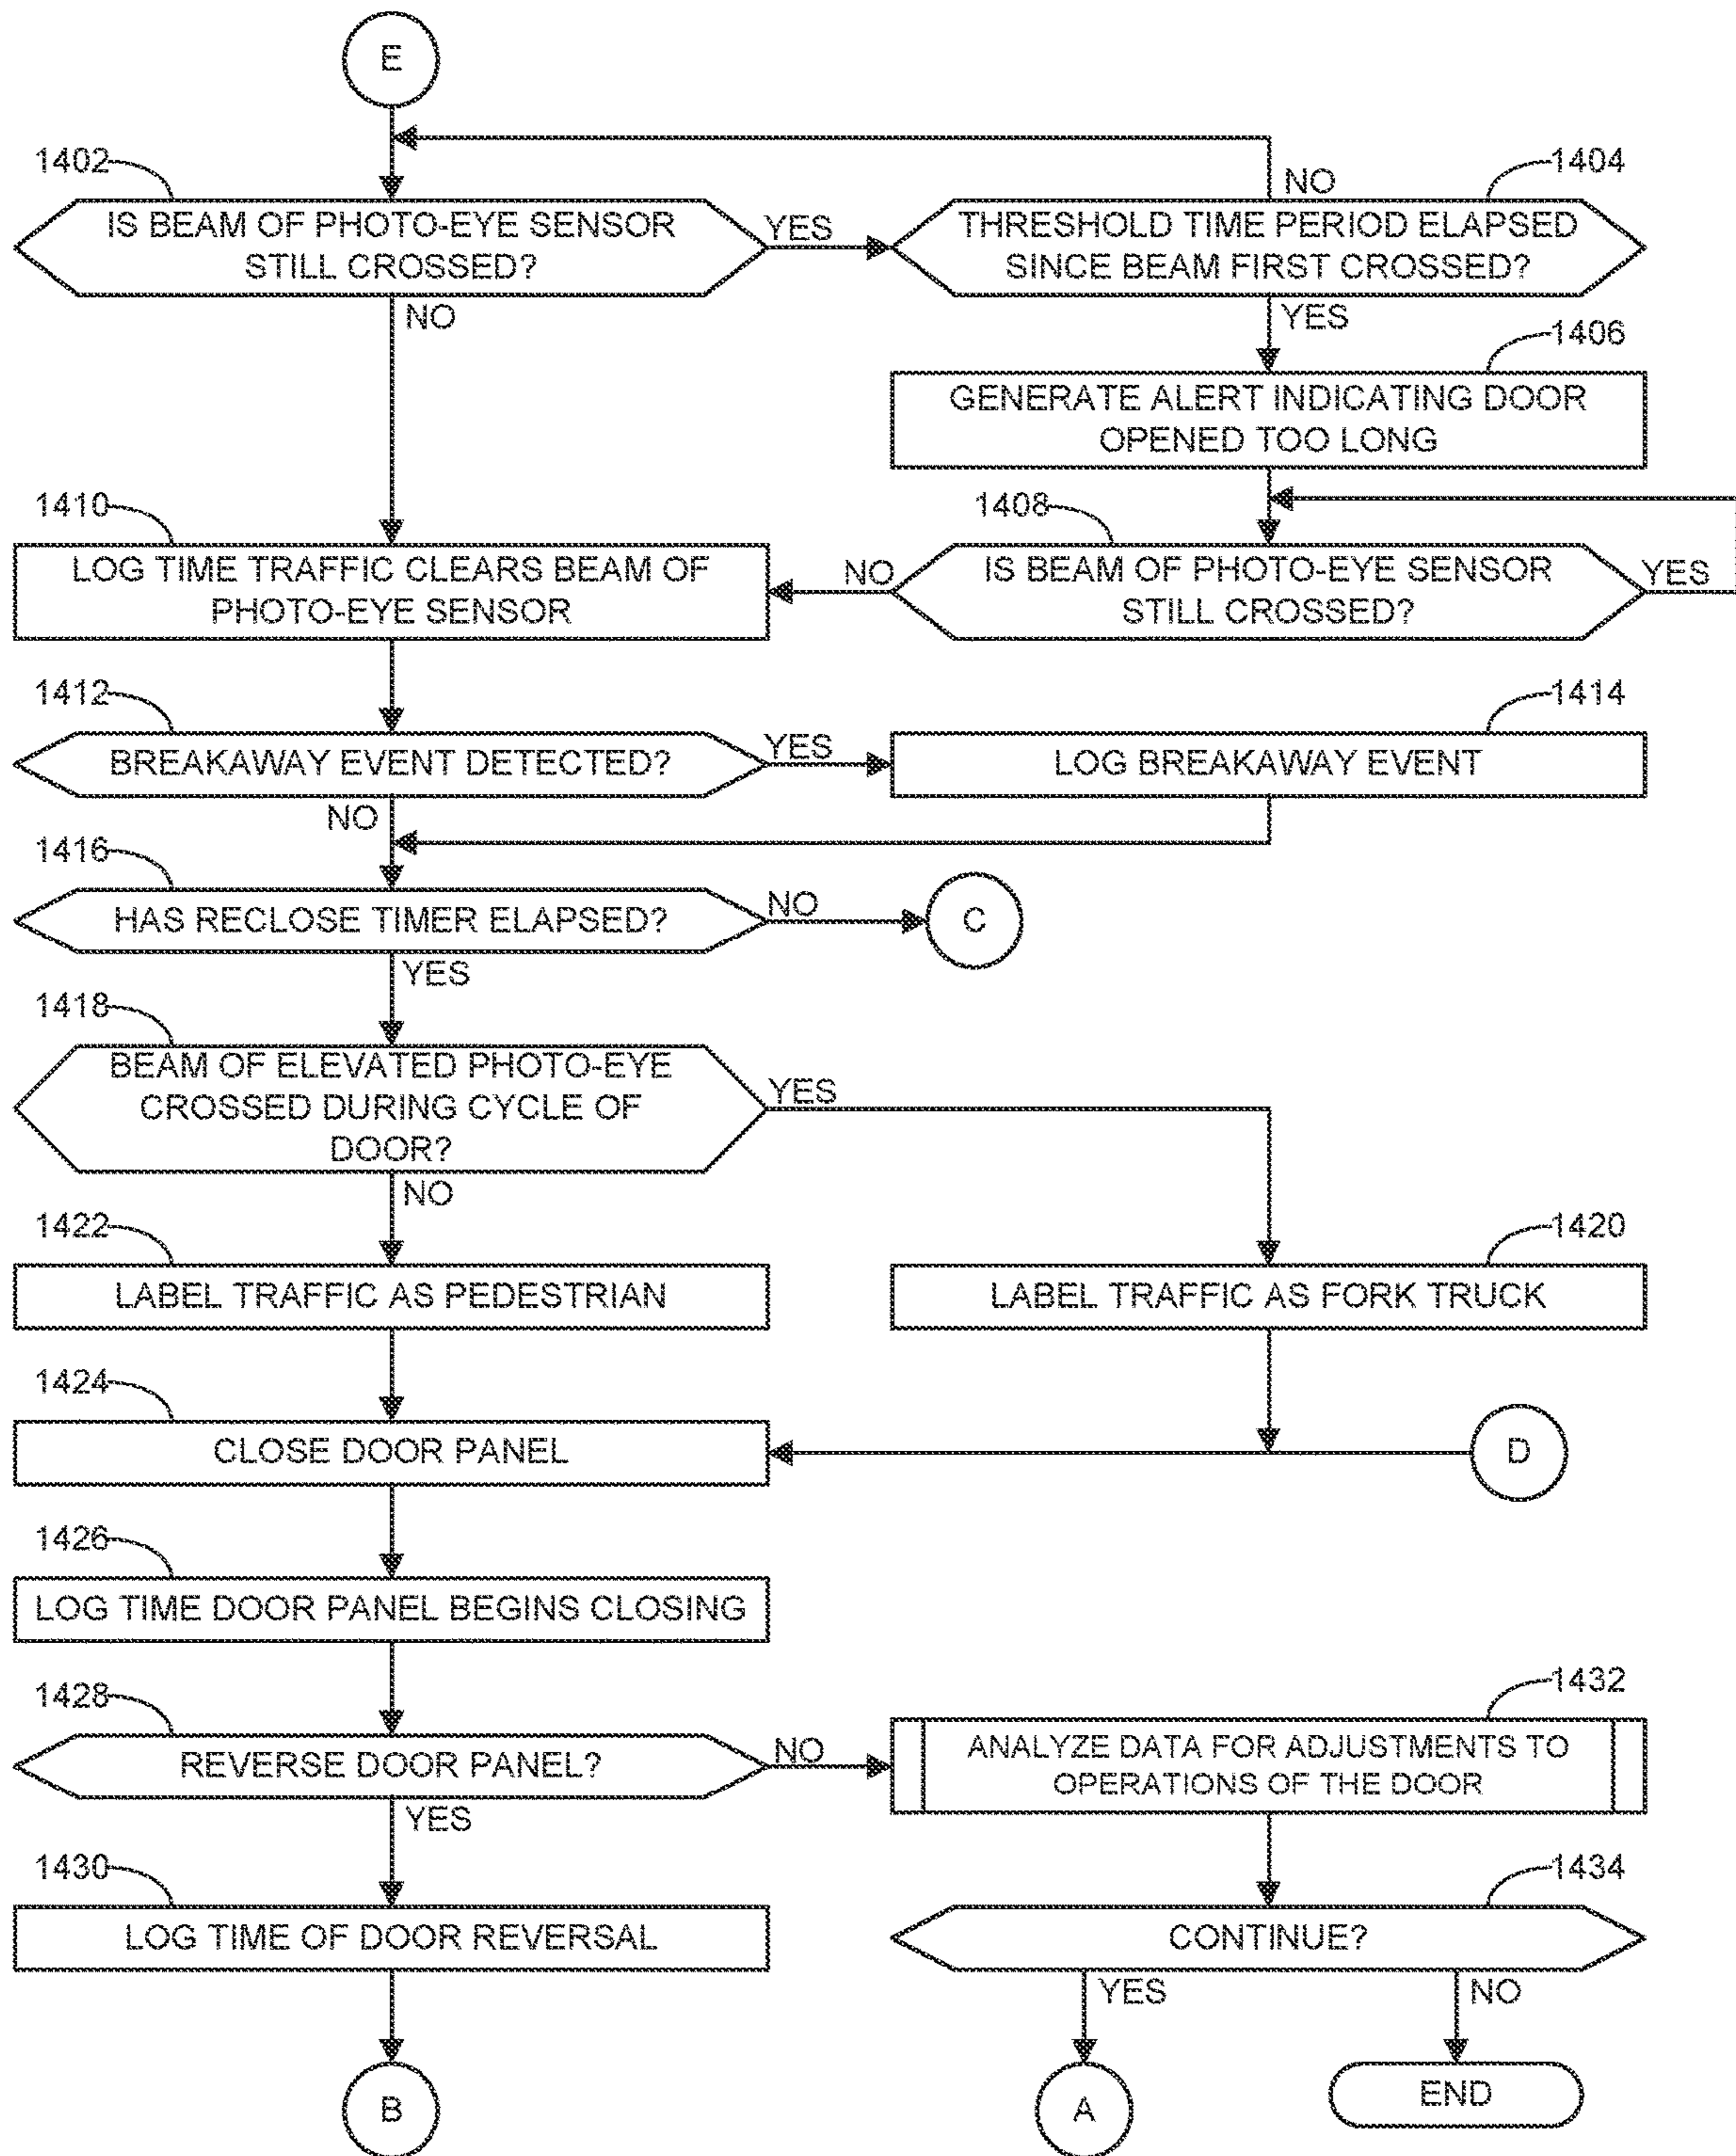 E
1402
1404
NO
IS BEAM OF PHOTO-EYE SENSOR
STILL CROSSED?
YES
THRESHOLD TIME PERIOD ELAPSED
SINCE BEAM FIRST CROSSED?
NO
YES
1406
GENERATE ALERT INDICATING DOOR
OPENED TOO LONG
1410
1408
LOG TIME TRAFFIC CLEARS BEAM OF
PHOTO-EYE SENSOR
NO
IS BEAM OF PHOTO-EYE SENSOR
STILL CROSSED?
YES
1412
1414
BREAKAWAY EVENT DETECTED?
YES
LOG BREAKAWAY EVENT
NO
1416
HAS RECLOSE TIMER ELAPSED?
NO
C
YES
1418
BEAM OF ELEVATED PHOTO-EYE
CROSSED DURING CYCLE OF
DOOR?
YES
NO
1422
1420
LABEL TRAFFIC AS PEDESTRIAN
LABEL TRAFFIC AS FORK TRUCK
1424
CLOSE DOOR PANEL
D
1426
LOG TIME DOOR PANEL BEGINS CLOSING
1428
1432
REVERSE DOOR PANEL?
NO
ANALYZE DATA FOR ADJUSTMENTS TO
OPERATIONS OF THE DOOR
YES
1430
1434
LOG TIME OF DOOR REVERSAL
CONTINUE?
YES
NO
B
A
END